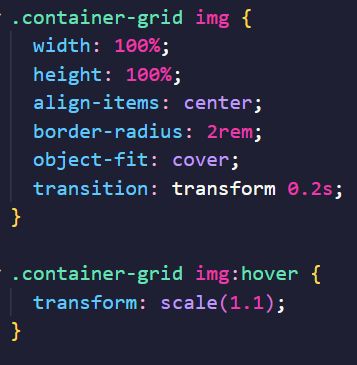 .container-grid img {
width: 100%;
height: 100%;
align-items: center;
border-radius: 2rem;
object-fit: cover;
transition: transform 0.2s;
}
.container-grid img:hover {
transform: scale(1.1);
}